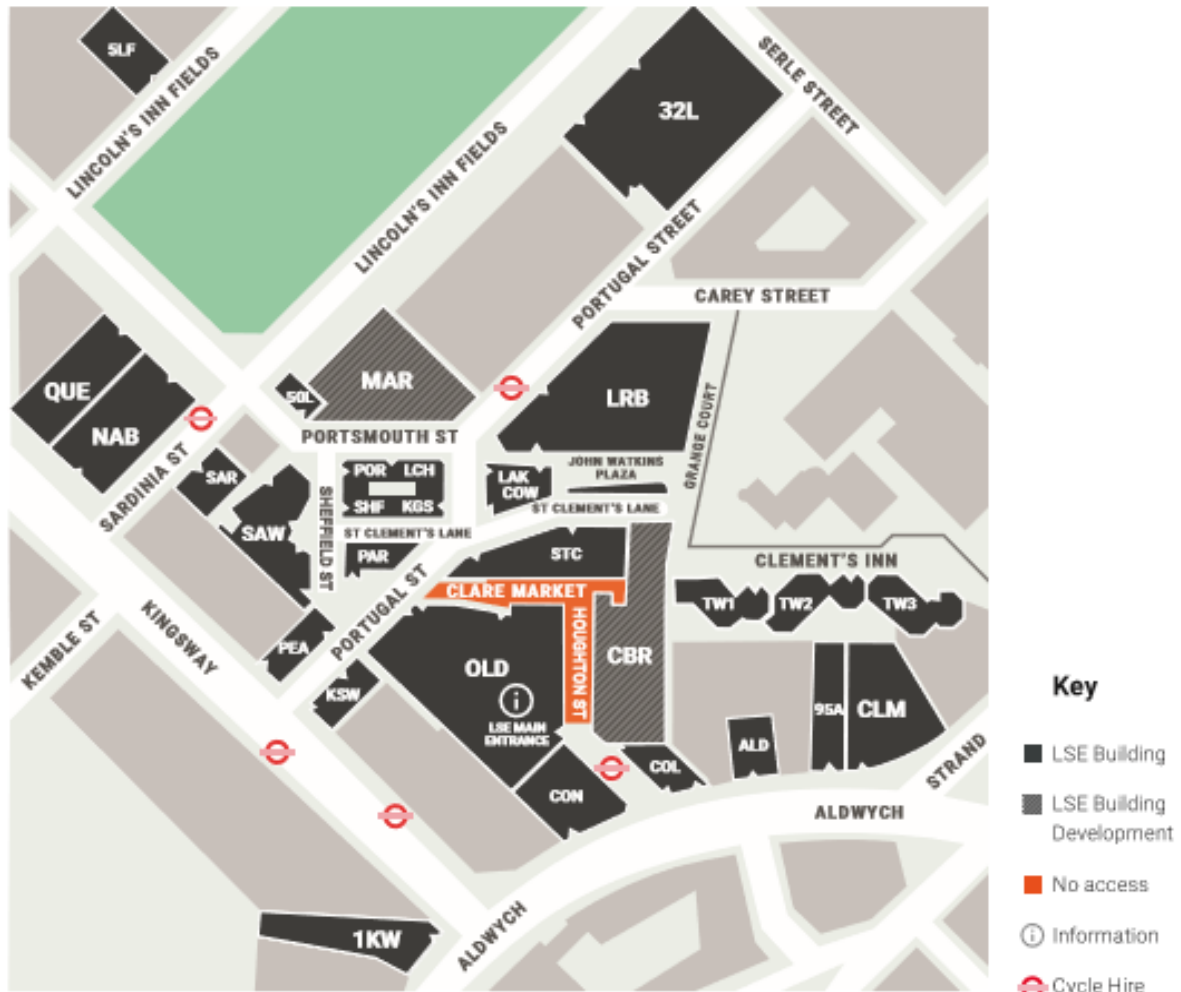 5LF
LINCOLN'S INN FIELDS
32L
SERLE STREET
LINCOLN'S INN FIELDS
PORTUGAL STREET
CAREY STREET
QUE
NAB
50L
MAR
LRB
PORTSMOUTH ST
GRANGE COURT
SARDINIA ST
SAR
SAW
SHEFFIELD ST
POR LCH
SHF KGS
LAK
COW
JOHN WATKINS
PLAZA
ST CLEMENT'S LANE
ST CLEMENT'S LANE
PAR
STC
CLEMENT'S INN
CLARE MARKET
TW1
TW2
TW3
KEMBLE ST
KINGSWAY
PEA
PORTUGAL ST
HOUGHTON ST
OLD
CBR
KSW
LSE MAIN
ENTRANCE
95A
CLM
ALD
COL
CON
STRAND
ALDWYCH
ALDWYCH
1KW
Key
LSE Building
LSE Building
Development
No access
Information
Cycle Hire